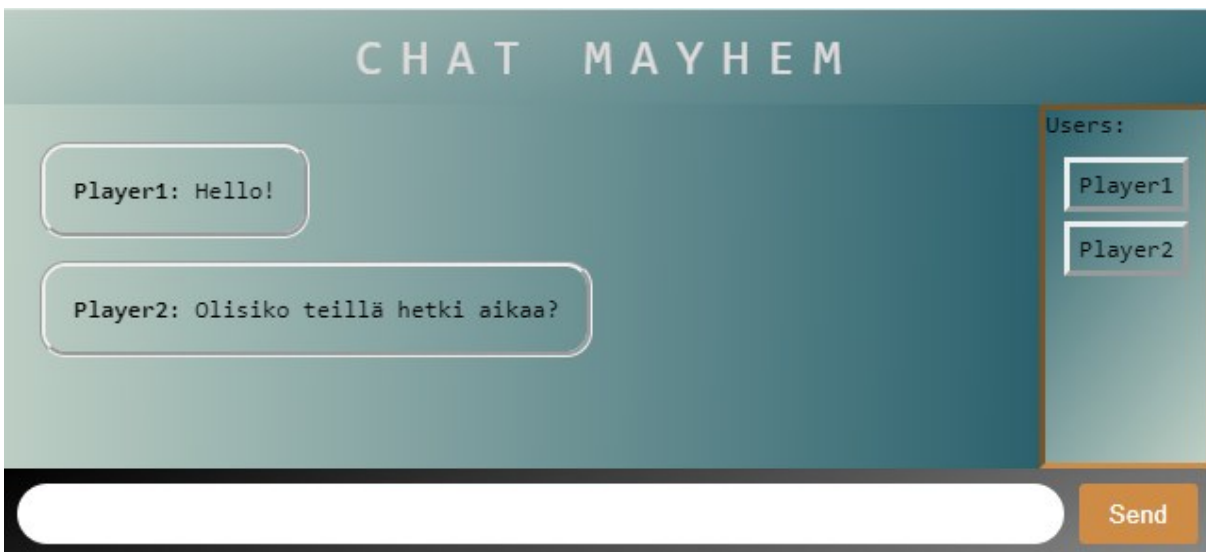 CHAT MAYHEM
Player1: Hello!
Player2: Olisiko teillä hetki aikaa?
Users:
Player1
Player2
Send